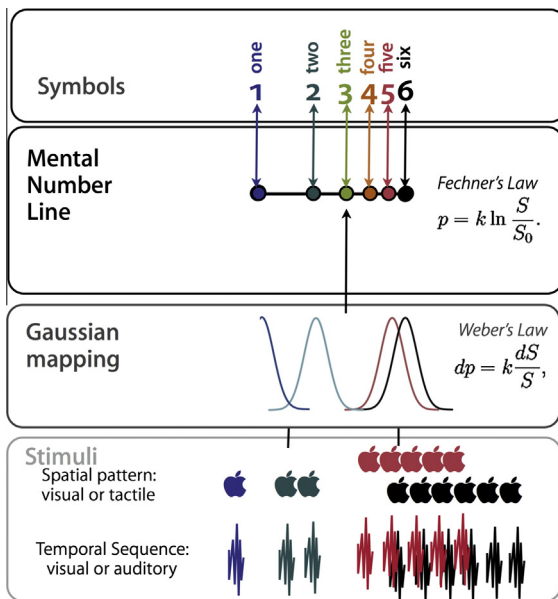 Symbols
one
two
three
four
five
six
1 2 3 4 5 6
Mental
Number
Line
Fechner's Law
p = k ln S/S₀.
Gaussian
mapping
Weber's Law
dp = k dS/S,
Stimuli
Spatial pattern:
visual or tactile
Temporal Sequence:
visual or auditory